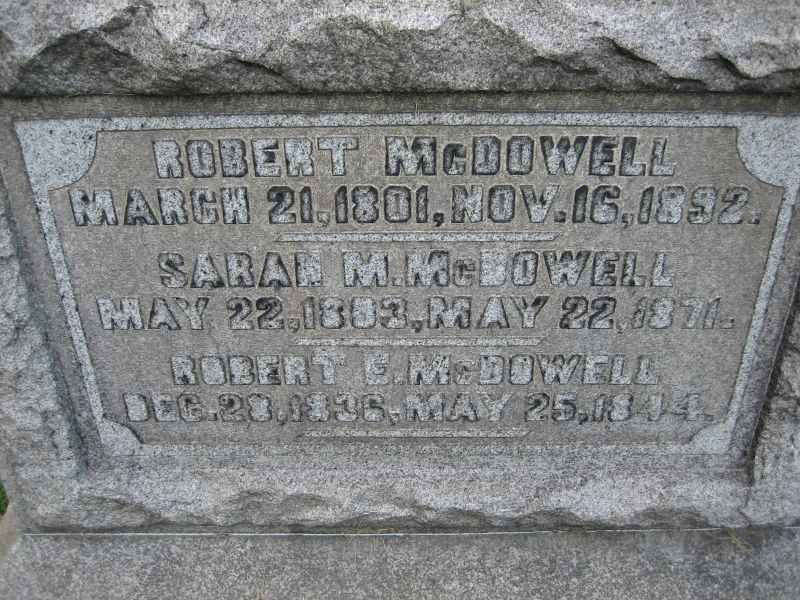 ROBERT McDOWELL
MARCH 21, 1801, NOV. 16, 1892.
SARAH M. McDOWELL
MAY 22, 1803, MAY 22, 1871.
ROBERT E. McDOWELL
DEC. 28, 1836, MAY 25, 1844.